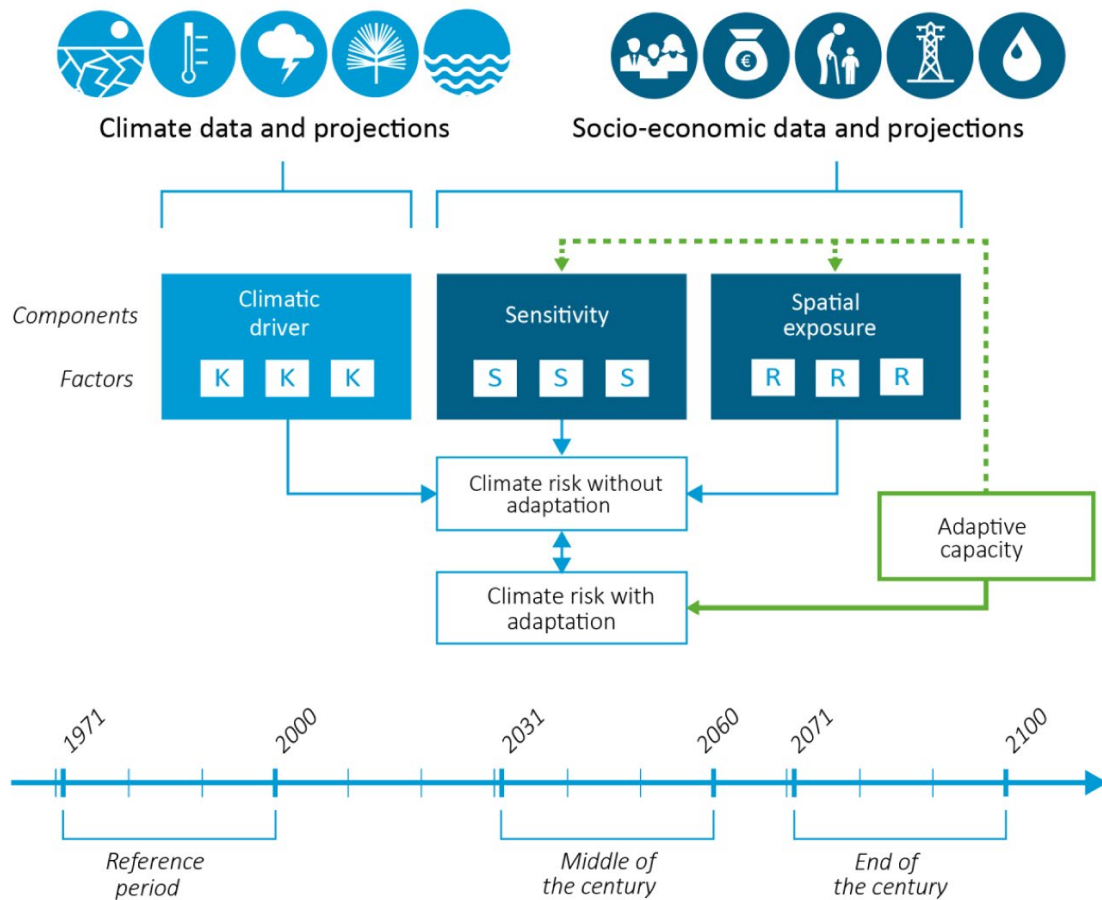 €
Climate data and projections
Socio-economic data and projections
Components
Climatic
driver
Sensitivity
Spatial
exposure
Factors
K K K
S S S
R R R
Climate risk without
adaptation
Adaptive
capacity
Climate risk with
adaptation
1971
2000
2031
2060
2071
2100
Reference
period
Middle of
the century
End of
the century